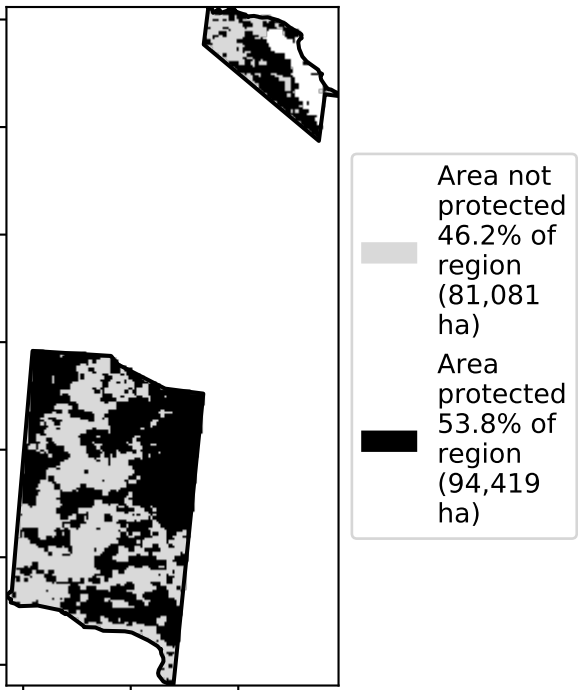 Area not
protected
46.2% of
region
(81,081
ha)
Area
protected
53.8% of
region
(94,419
ha)